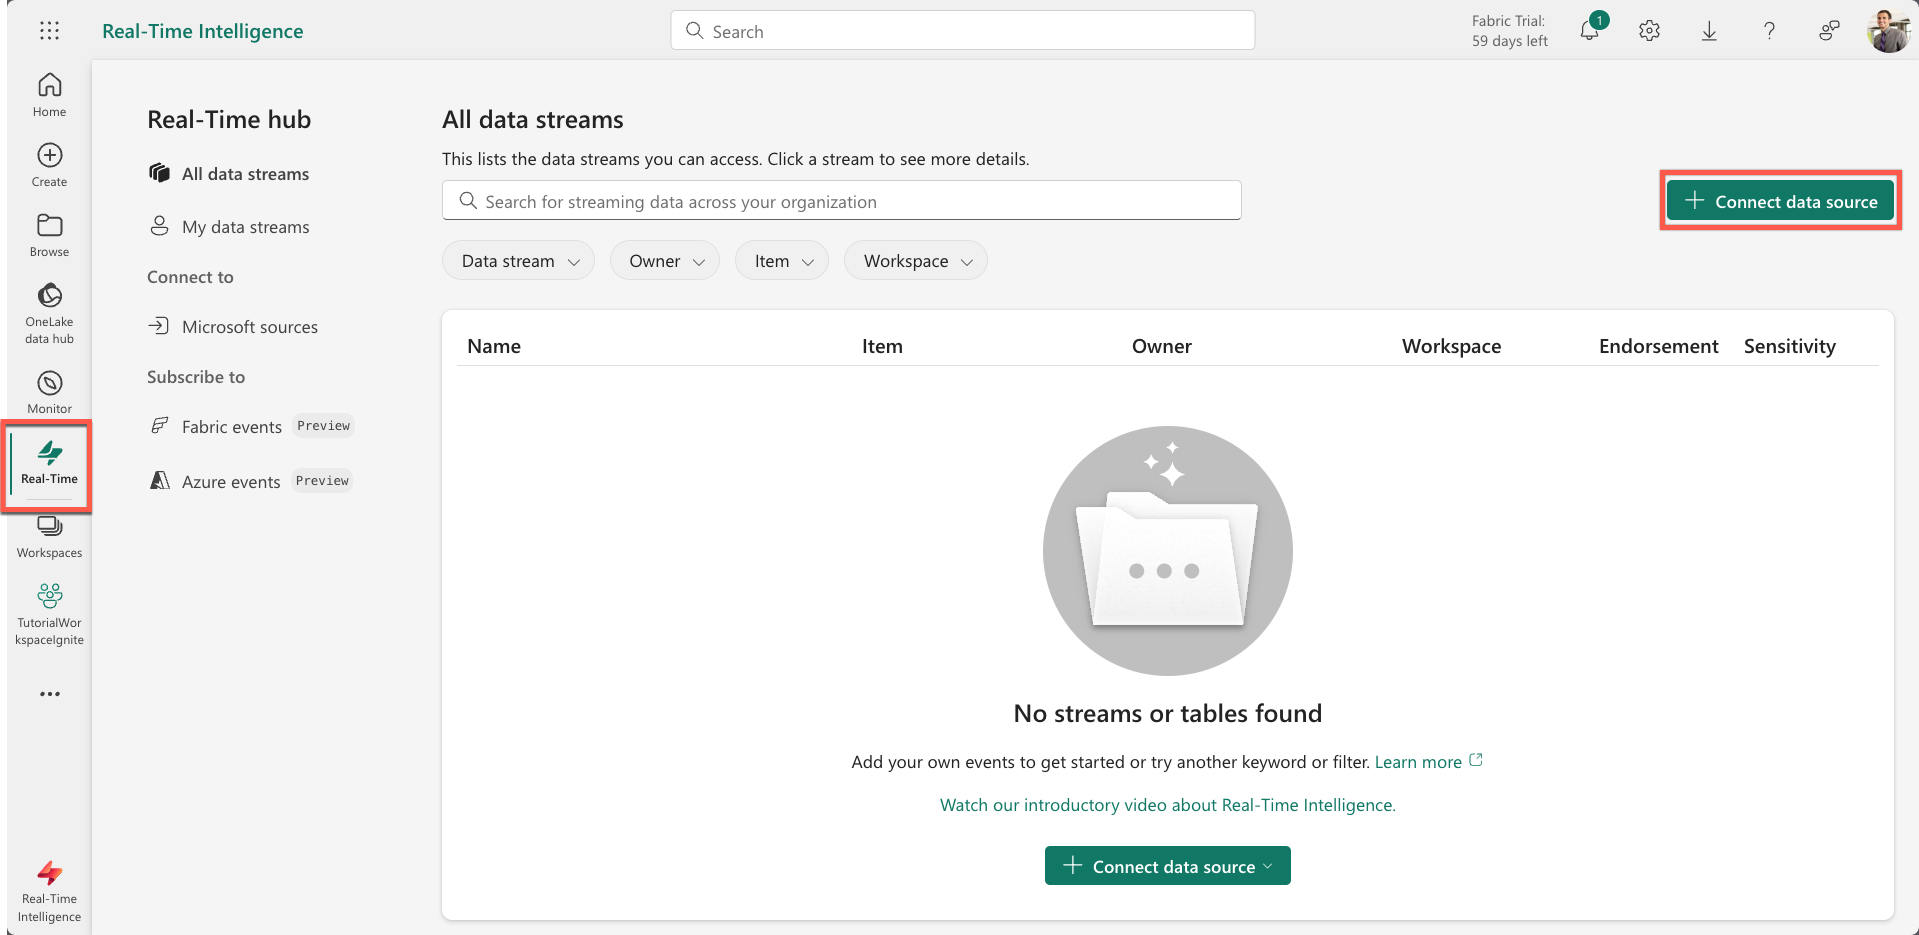 Real-Time Intelligence
Search
Fabric Trial:
59 days left
1
Home
Create
Browse
OneLake
data hub
Monitor
Real-Time
Workspaces
TutorialWor
kspaceIgnite
Real-Time
Intelligence
Real-Time hub
All data streams
My data streams
Connect to
Microsoft sources
Subscribe to
Fabric events Preview
Azure events Preview
All data streams
This lists the data streams you can access. Click a stream to see more details.
Search for streaming data across your organization
Connect data source
Data stream Owner Item Workspace
Name Item Owner Workspace Endorsement Sensitivity
No streams or tables found
Add your own events to get started or try another keyword or filter. Learn more
Watch our introductory video about Real-Time Intelligence.
Connect data source